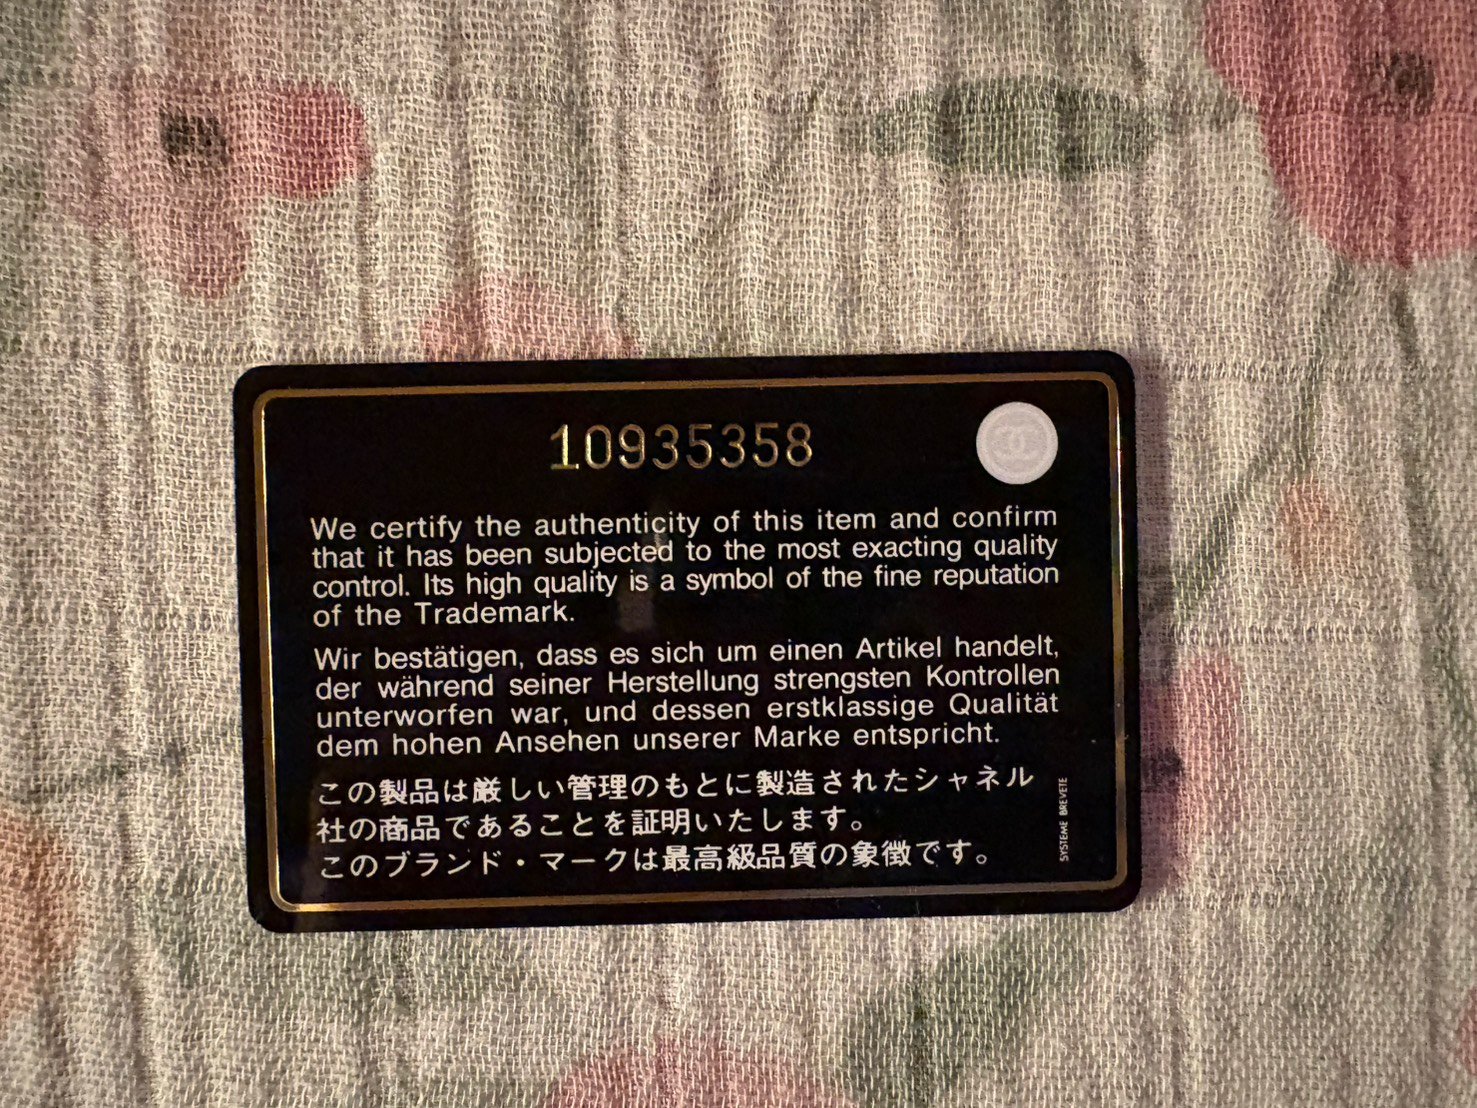 10935358
We certify the authenticity of this item and confirm
that it has been subjected to the most exacting quality
control. Its high quality is a symbol of the fine reputation
of the Trademark.
Wir bestätigen, dass es sich um einen Artikel handelt,
der während seiner Herstellung strengsten Kontrollen
unterworfen war, und dessen erstklassige Qualität
dem hohen Ansehen unserer Marke entspricht.
この製品は厳しい管理のもとに製造されたシャネル
社の商品であることを証明いたします。
このブランド・マークは最高級品質の象徴です。
SYSTEME BREVETE